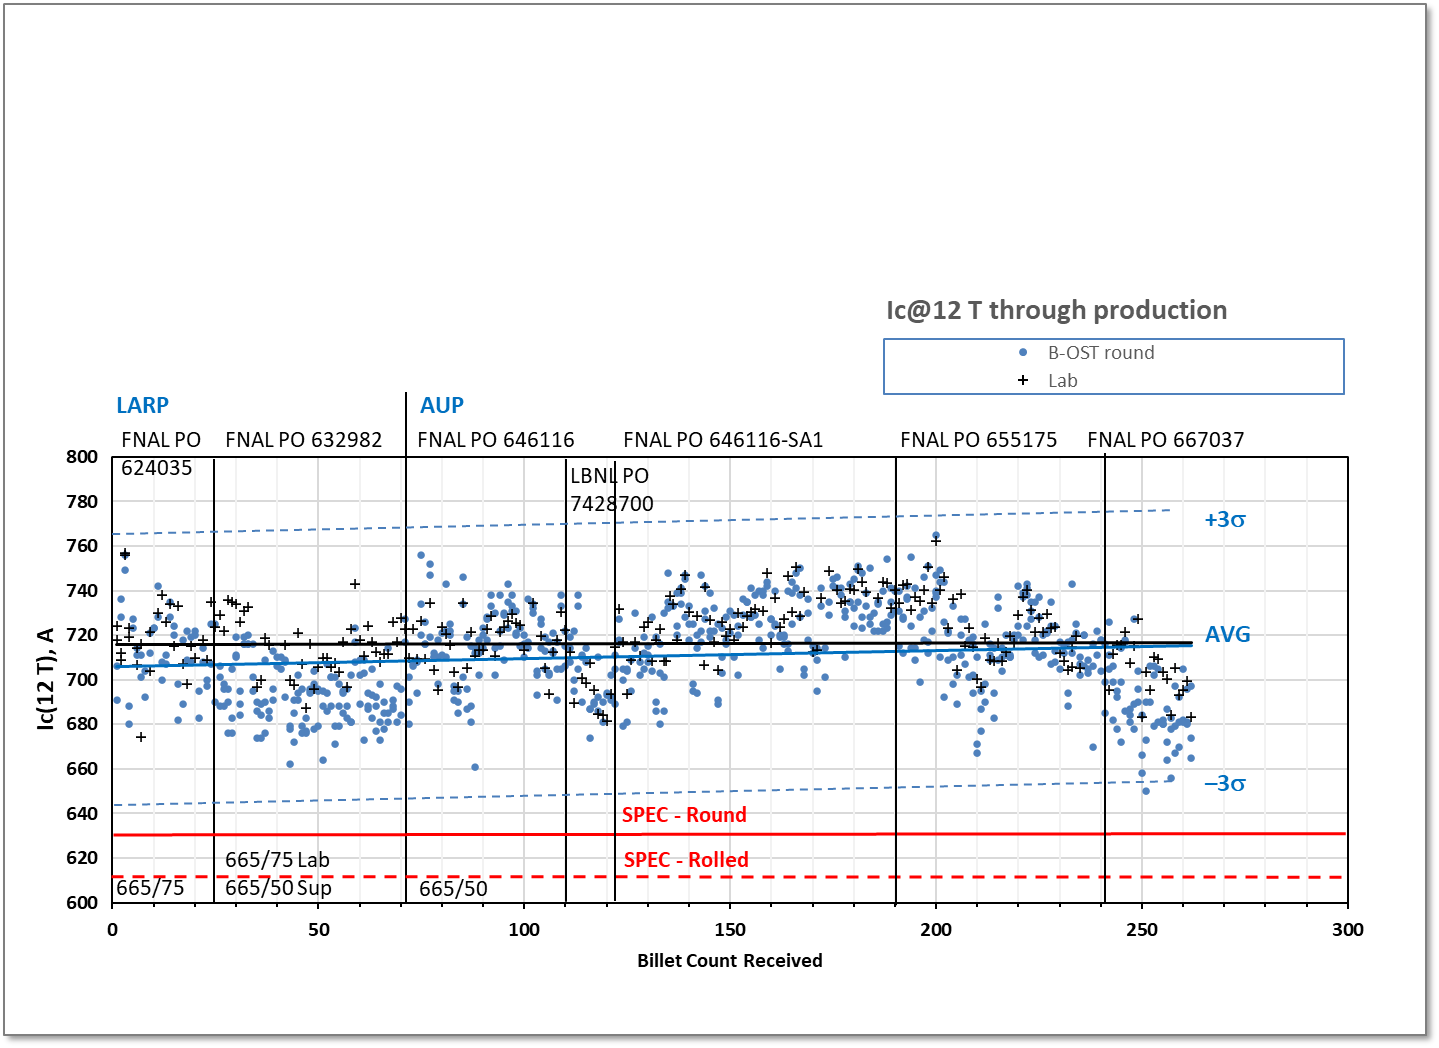 Ic@12 T through production
B-OST round
Lab
LARP
AUP
FNAL PO
624035
FNAL PO 632982
FNAL PO 646116
LBNL PO
7428700
FNAL PO 646116-SA1
FNAL PO 655175
FNAL PO 667037
800
780
760
740
720
700
680
660
640
620
600
Ic(12 T), A
+3σ
AVG
–3σ
SPEC - Round
SPEC - Rolled
665/75 Lab
665/75
665/50 Sup
665/50
0
50
100
150
200
250
300
Billet Count Received